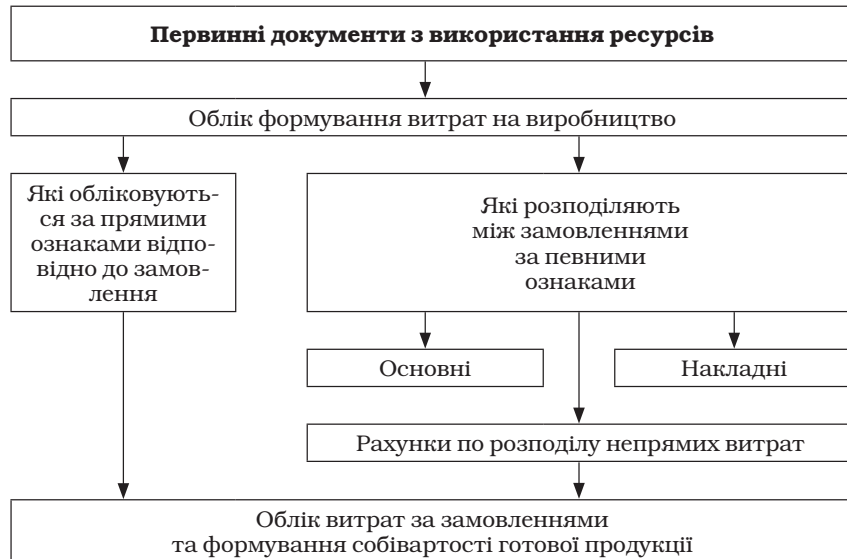 Первинні документи з використання ресурсів
Облік формування витрат на виробництво
Які обліковують-
ся за прямими
ознаками відпо-
відно до замов-
лення
Які розподіляють
між замовленнями
за певними
ознаками
Основні
Накладні
Рахунки по розподілу непрямих витрат
Облік витрат за замовленнями
та формування собівартості готової продукції